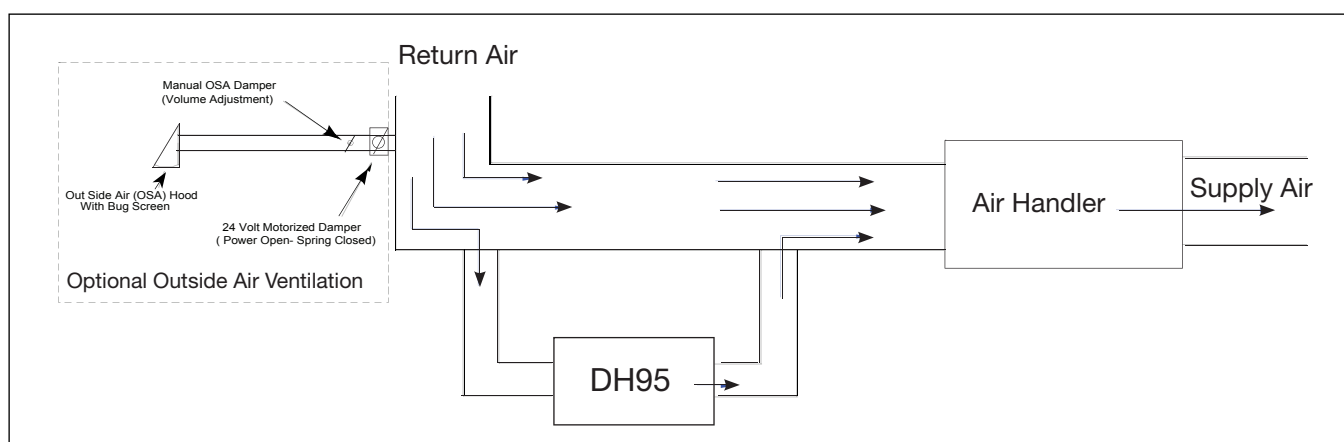 Return Air
Manual OSA Damper
(Volume Adjustment)
Out Side Air (OSA) Hood
With Bug Screen
24 Volt Motorized Damper
( Power Open- Spring Closed)
Optional Outside Air Ventilation
Air Handler
Supply Air
DH95